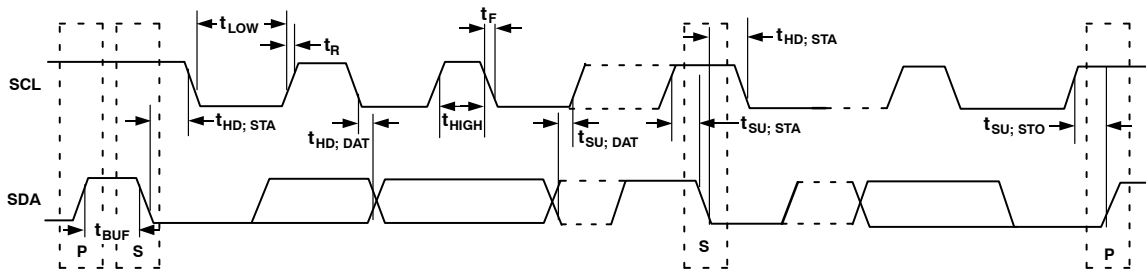 tLOW
tR
tF
tHD; STA
SCL
tHD; STA
tHD; DAT
tHIGH
tSU; DAT
tSU; STA
tSU; STO
SDA
tBUF
P
S
S
P